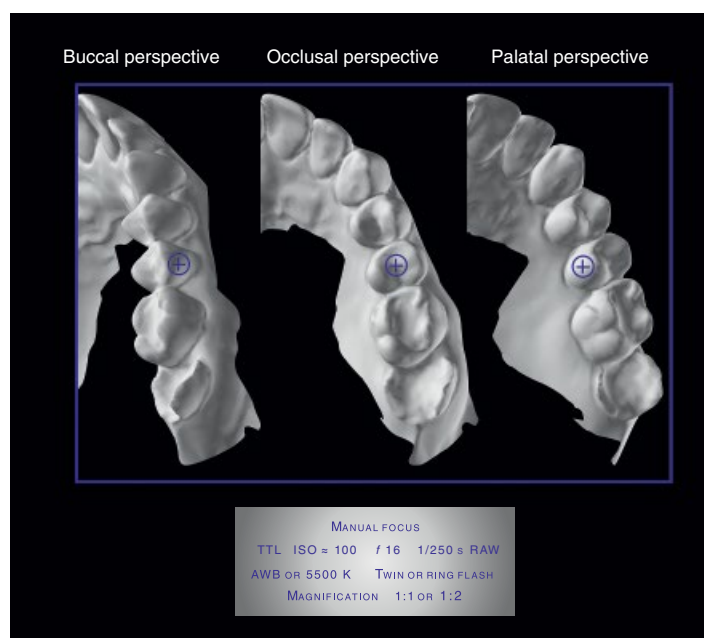 Buccal perspective Occlusal perspective Palatal perspective
MANUAL FOCUS
TTL ISO ≈ 100 f 16 1/250 s RAW
AWB OR 5500 K TWIN OR RING FLASH
MAGNIFICATION 1:1 OR 1:2